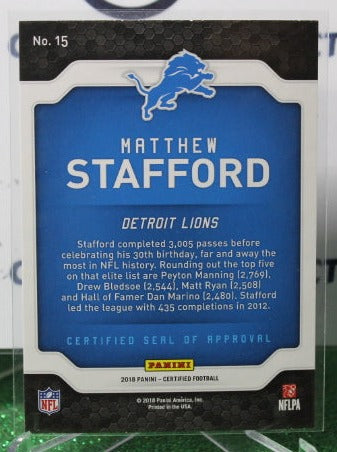 No. 15
MATTHEW
STAFFORD
DETROIT LIONS
Stafford completed 3,005 passes before
celebrating his 30th birthday, far and away the
most in NFL history. Rounding out the top five
on that elite list are Peyton Manning (2,769),
Drew Bledsoe (2,544), Matt Ryan (2,508)
and Hall of Famer Dan Marino (2,480). Stafford
led the league with 435 completions in 2012.
CERTIFIED SEAL OF APPROVAL
PANINI
2018 PANINI – CERTIFIED FOOTBALL
© 2018 Panini America, Inc.
Printed in the USA.
NFL
NFLPA